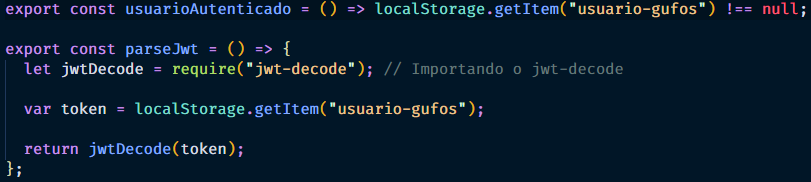 export const usuarioAutenticado = () => localStorage.getItem("usuario-gufos") !== null;
export const parseJwt = () => {
let jwtDecode = require("jwt-decode"); // Importando o jwt-decode
var token = localStorage.getItem("usuario-gufos");
return jwtDecode(token);
};